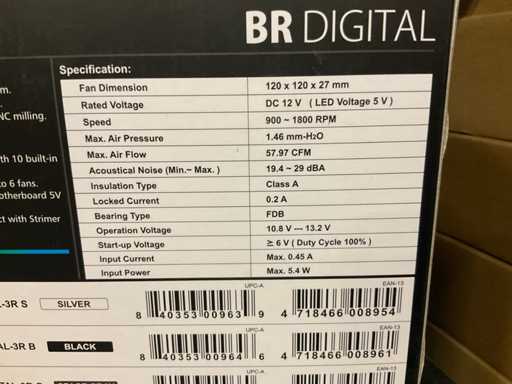 BR DIGITAL
Specification:
Fan Dimension 120 x 120 x 27 mm
Rated Voltage DC 12 V ( LED Voltage 5 V )
Speed 900 ~ 1800 RPM
Max. Air Pressure 1.46 mm-H2O
Max. Air Flow 57.97 CFM
Acoustical Noise (Min.~ Max. ) 19.4 ~ 29 dBA
Insulation Type Class A
Locked Current 0.2 A
Bearing Type FDB
Operation Voltage 10.8 V --- 13.2 V
Start-up Voltage ≥ 6 V ( Duty Cycle 100% )
Input Current Max. 0.45 A
Input Power Max. 5.4 W
m.
NC milling.
th 10 built-in
to 6 fans.
otherboard 5V
ct with Strimer
UPC-A EAN-13
L-3R S SILVER 8 40353 00963 9 4 718466 008954
UPC-A EAN-13
AL-3R B BLACK 8 40353 00964 6 4 718466 008961
UPC-A EAN-13